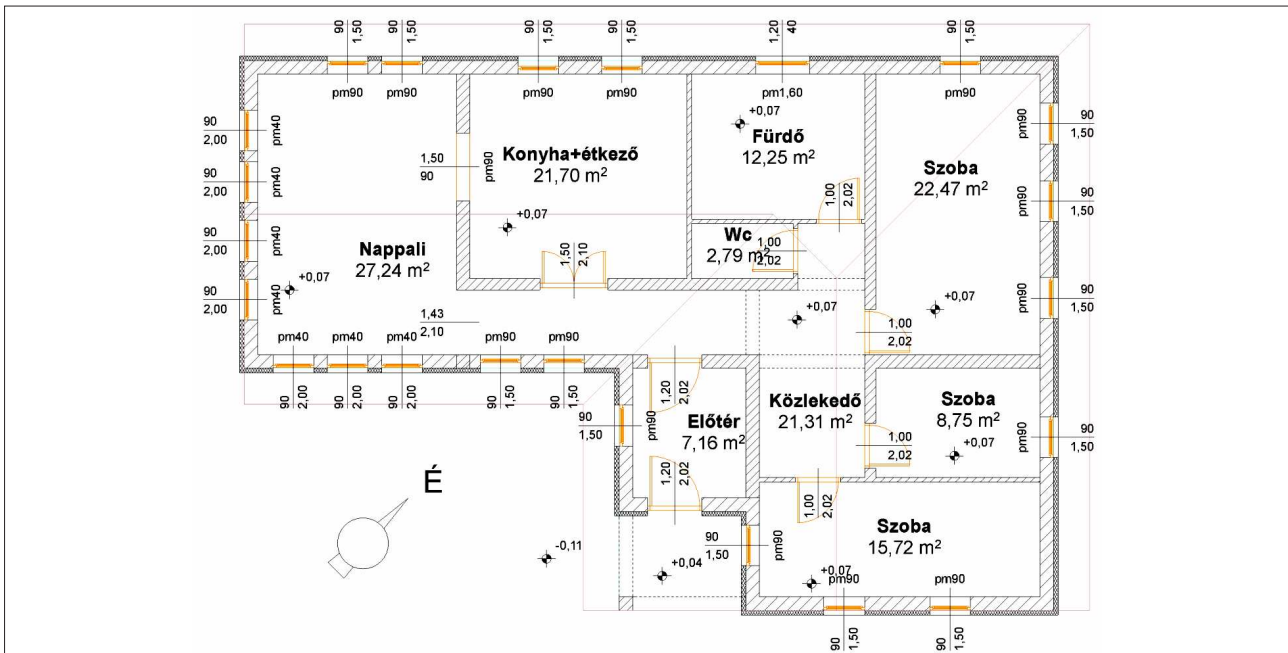 90
1,50
90
1,50
90
1,50
90
1,50
1,20
40
90
1,50
pm90
pm90
pm90
pm90
pm1,60
pm90
90
2,00
pm40
90
2,00
pm40
90
2,00
pm40
90
2,00
pm40
1,50
90
pm90
Konyha+étkező
21,70 m²
+0,07
1,50
2,10
+0,07
Fürdő
12,25 m²
1,00
2,02
Wc
2,79 m²
1,00
2,02
Szoba
22,47 m²
+0,07
1,00
2,02
pm90
90
1,50
pm90
90
1,50
pm90
90
1,50
Nappali
27,24 m²
+0,07
1,43
2,10
+0,07
pm40
pm40
pm40
pm90
pm90
90
2,00
90
2,00
90
2,00
90
1,50
90
1,50
90
1,50
pm90
1,20
2,02
Előtér
7,16 m²
1,20
2,02
Közlekedő
21,31 m²
Szoba
8,75 m²
+0,07
1,00
2,02
pm90
90
1,50
1,00
2,02
Szoba
15,72 m²
+0,07
90
1,50
pm90
pm90
pm90
90
1,50
90
1,50
É
-0,11
+0,04